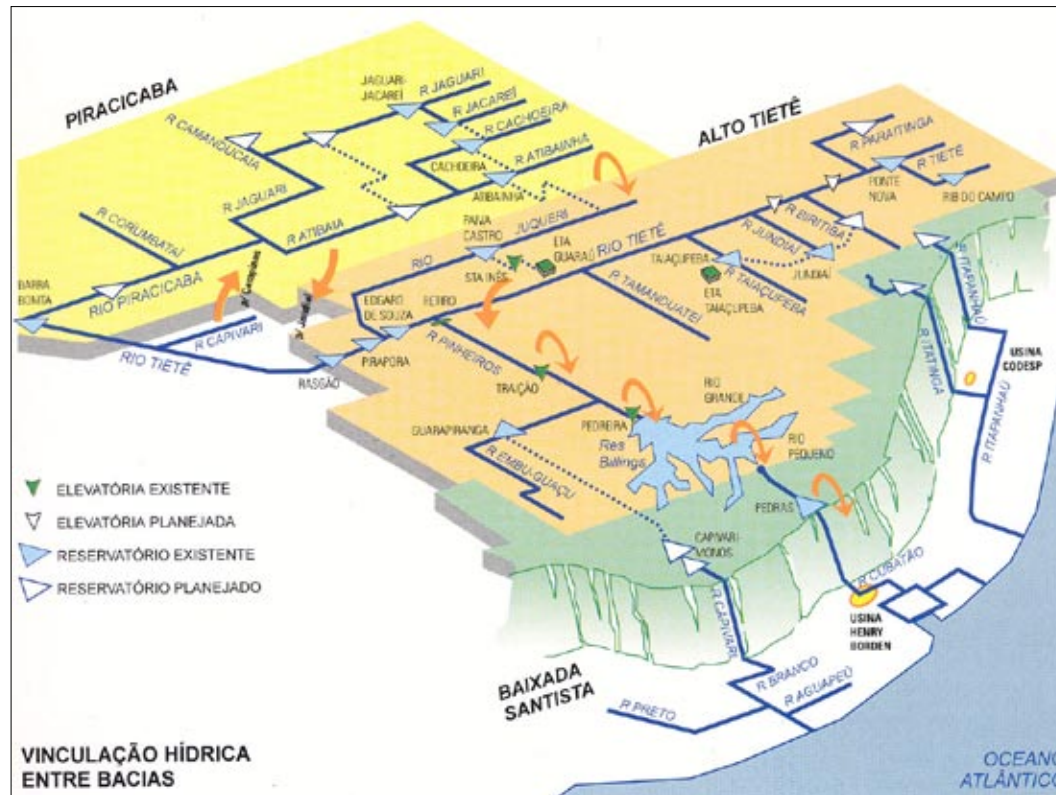 PIRACICABA
JAGUARI-
JACAREÍ
R JAGUARI
R JACAREÍ
R CACHOEIRA
R CAMANDUCAIA
CACHOEIRA
R ATIBAINHA
ATIBAINHA
R JAGUARI
R CORUMBATAÍ
R ATIBAIA
BARRA
BONITA
RIO PIRACICABA
p/ Campinas
p/ Jundiaí
R CAPIVARI
RIO TIETÊ
ALTO TIETÊ
R PARAITINGA
R TIETÊ
PONTE
NOVA
RIB DO CAMPO
R BIRITIBA
R JUNDIAÍ
JUNDIAÍ
PAIVA
CASTRO
RIO
JUQUERI
ETA
GUARAÚ
STA INÊS
RIO TIETÊ
TAIAÇUPEBA
R TAIAÇUPEBA
ETA
TAIAÇUPEBA
R TAMANDUATEÍ
EDGARD
DE SOUZA
RETIRO
PIRAPORA
RASGÃO
R PINHEIROS
TRAIÇÃO
GUARAPIRANGA
R EMBU-GUAÇU
PEDREIRA
Res
Billings
RIO
GRANDE
RIO
PEQUENO
PEDRAS
R ITAPANHAÚ
R ITATINGA
USINA
CODESP
R ITAPANHAÚ
CAPIVARI-
MONOS
R CAPIVARI
R CUBATÃO
USINA
HENRY
BORDEN
ELEVATÓRIA EXISTENTE
ELEVATÓRIA PLANEJADA
RESERVATÓRIO EXISTENTE
RESERVATÓRIO PLANEJADO
BAIXADA
SANTISTA
R BRANCO
R AGUAPEÚ
R PRETO
VINCULAÇÃO HÍDRICA
ENTRE BACIAS
OCEANO
ATLÂNTICO